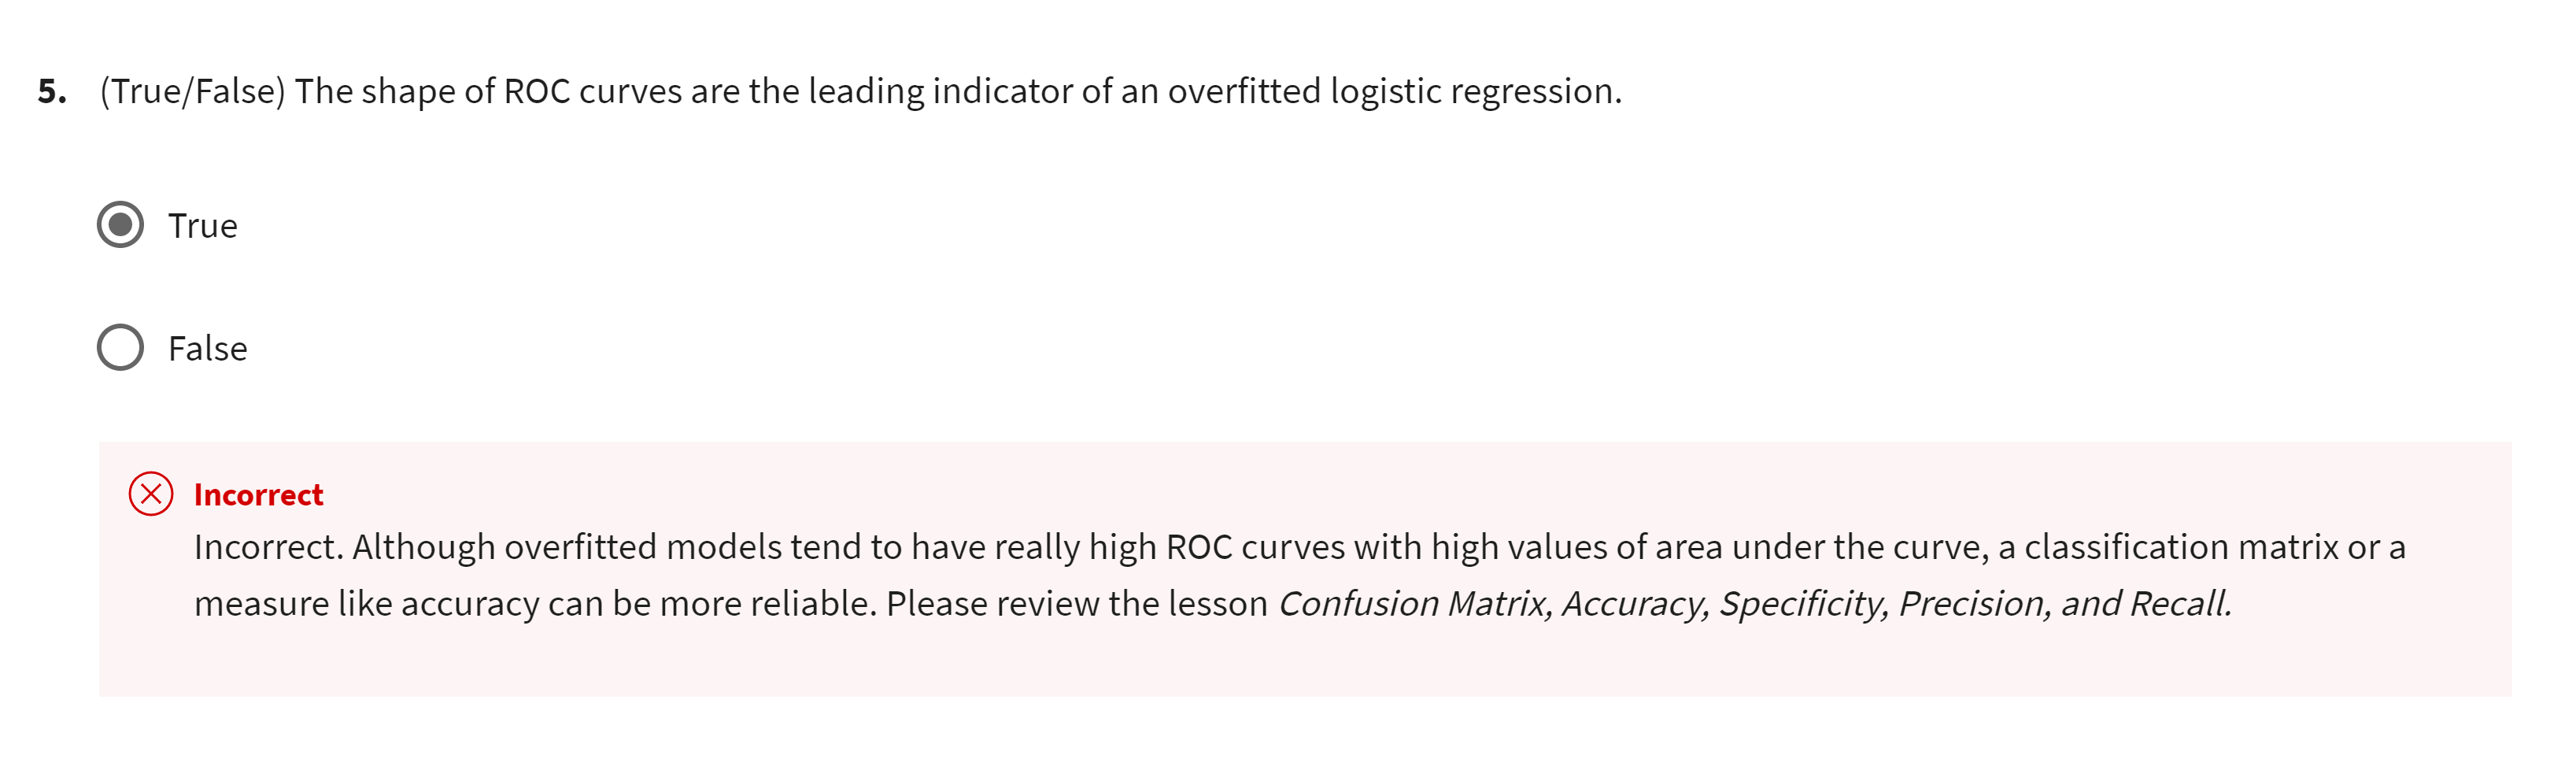 5. (True/False) The shape of ROC curves are the leading indicator of an overfitted logistic regression.
True
False
Incorrect
Incorrect. Although overfitted models tend to have really high ROC curves with high values of area under the curve, a classification matrix or a
measure like accuracy can be more reliable. Please review the lesson Confusion Matrix, Accuracy, Specificity, Precision, and Recall.